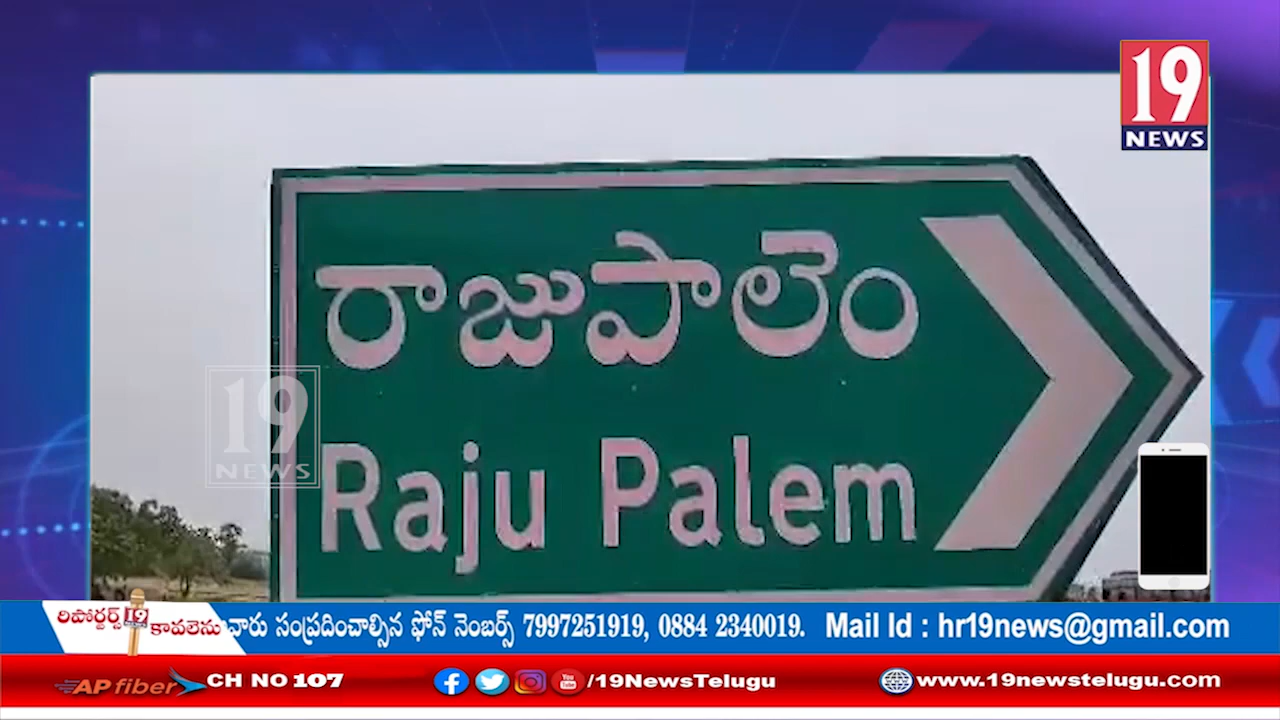 19
NEWS
రాజుపాలెం
Raju Palem
19
NEWS
రిపోర్టర్స్ 19 కావలెను
వారు సంప్రదించాల్సిన ఫోన్ నెంబర్స్ 7997251919, 0884 2340019. Mail Id : hr19news@gmail.com
AP fiber CH NO 107
/19NewsTelugu
www.19newstelugu.com